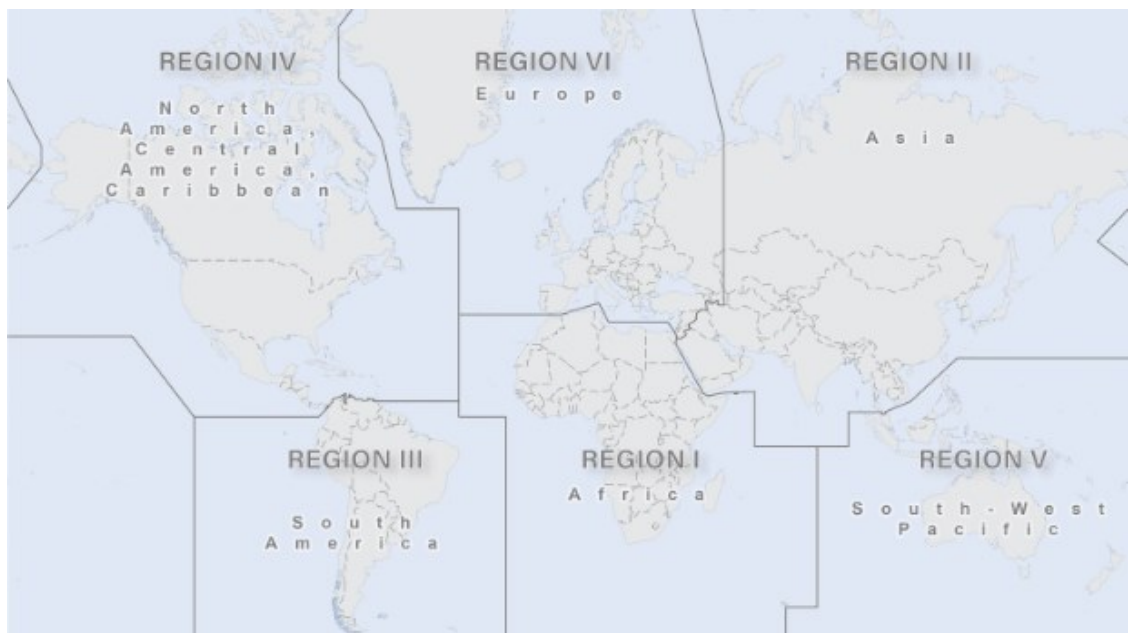 REGION IV
North
America,
Central
America,
Caribbean
REGION VI
Europe
REGION II
Asia
REGION III
South
America
REGION I
Africa
REGION V
South-West
Pacific